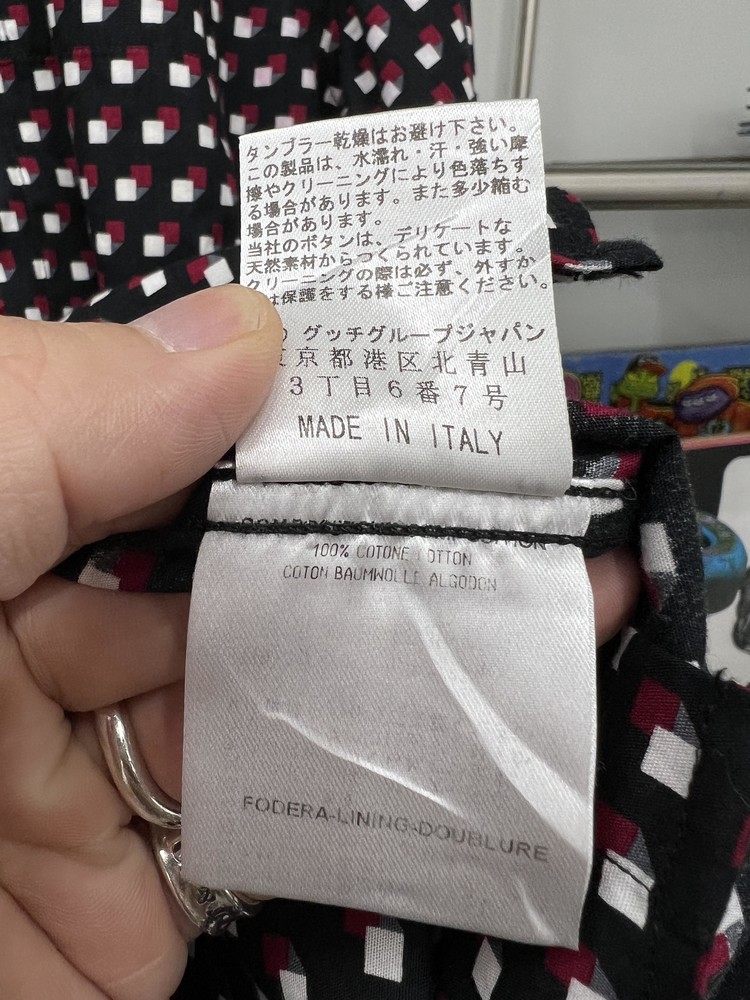 タンブラー乾燥はお避け下さい。
この製品は、水濡れ・汗・強い摩
擦やクリーニングにより色落ちす
る場合があります。また多少縮む
場合があります。
当社のボタンは、デリケートな
天然素材からつくられています。
クリーニングの際は必ず、外すか
は保護をする様ご注意ください。
グッチグループジャパン
京都港区北青山
3丁目6番7号
MADE IN ITALY
100% COTONE COTTON
COTON BAUMWOLLE ALGODON
FODERA-LINING-DOUBLURE